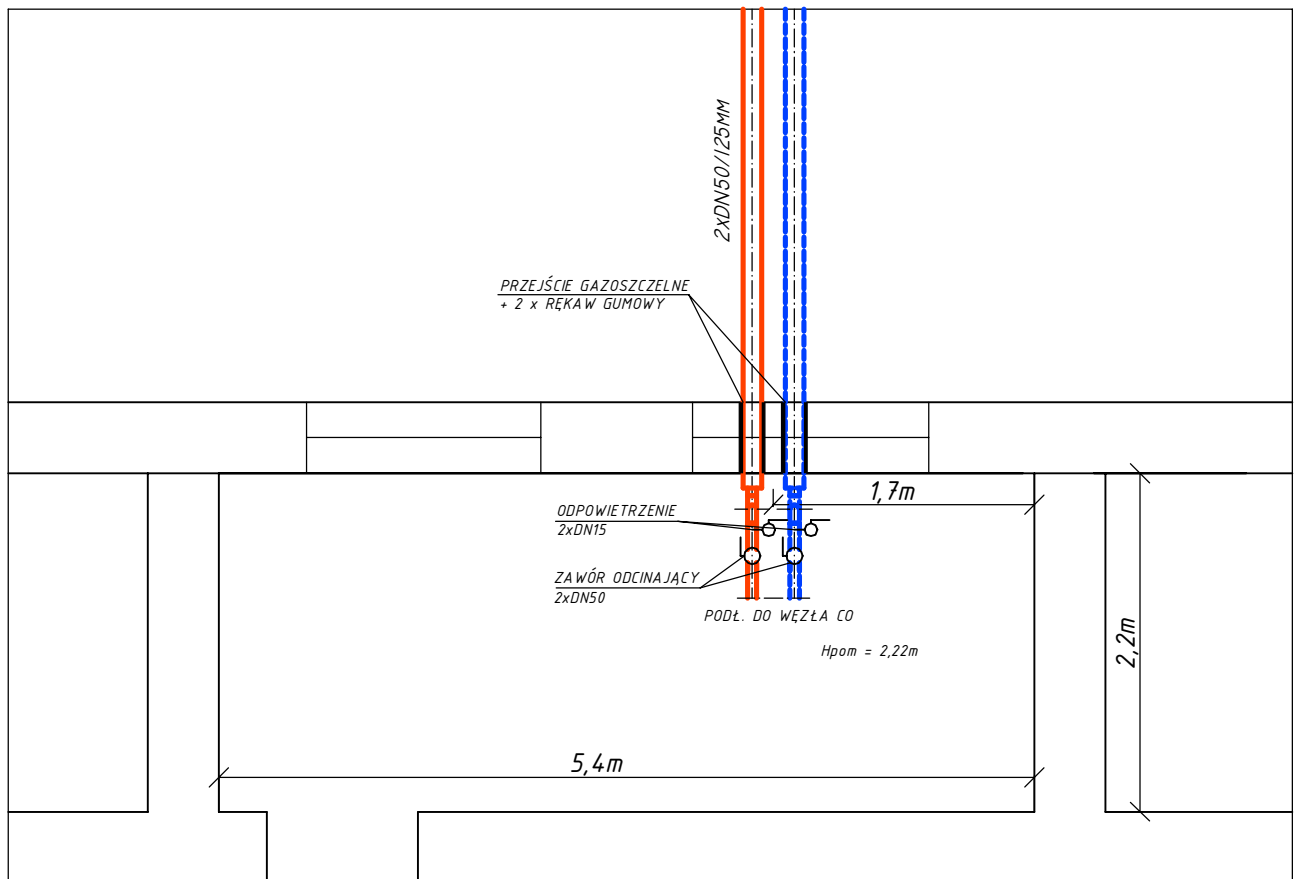 2xDN50/125MM
PRZEJŚCIE GAZOSZCZELNE
+ 2 x RĘKAW GUMOWY
1,7m
ODPOWIETRZENIE
2xDN15
ZAWÓR ODCINAJĄCY
2xDN50
PODŁ. DO WĘZŁA CO
Hpom = 2,22m
2,2m
5,4m